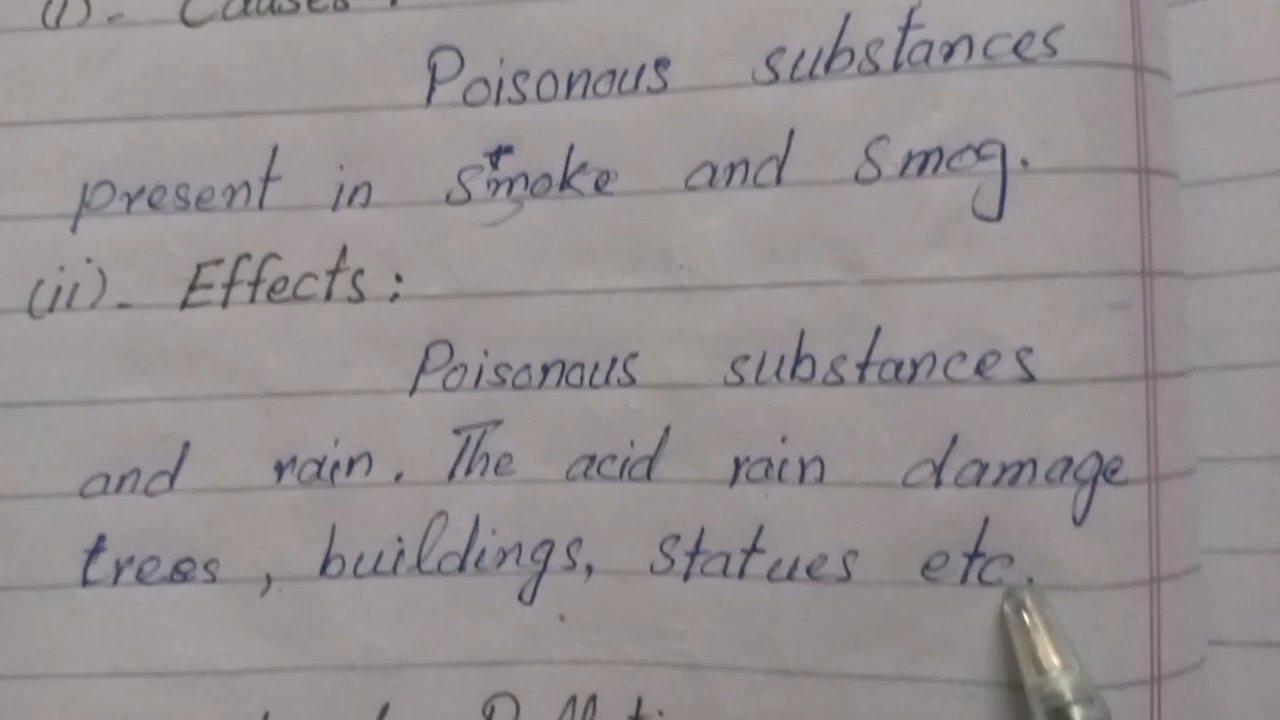 (i)- Causes :
Poisonous substances
present in smoke and smog.
(ii)- Effects :
Poisonous substances
and rain. The acid rain damage
trees, buildings, statues etc.